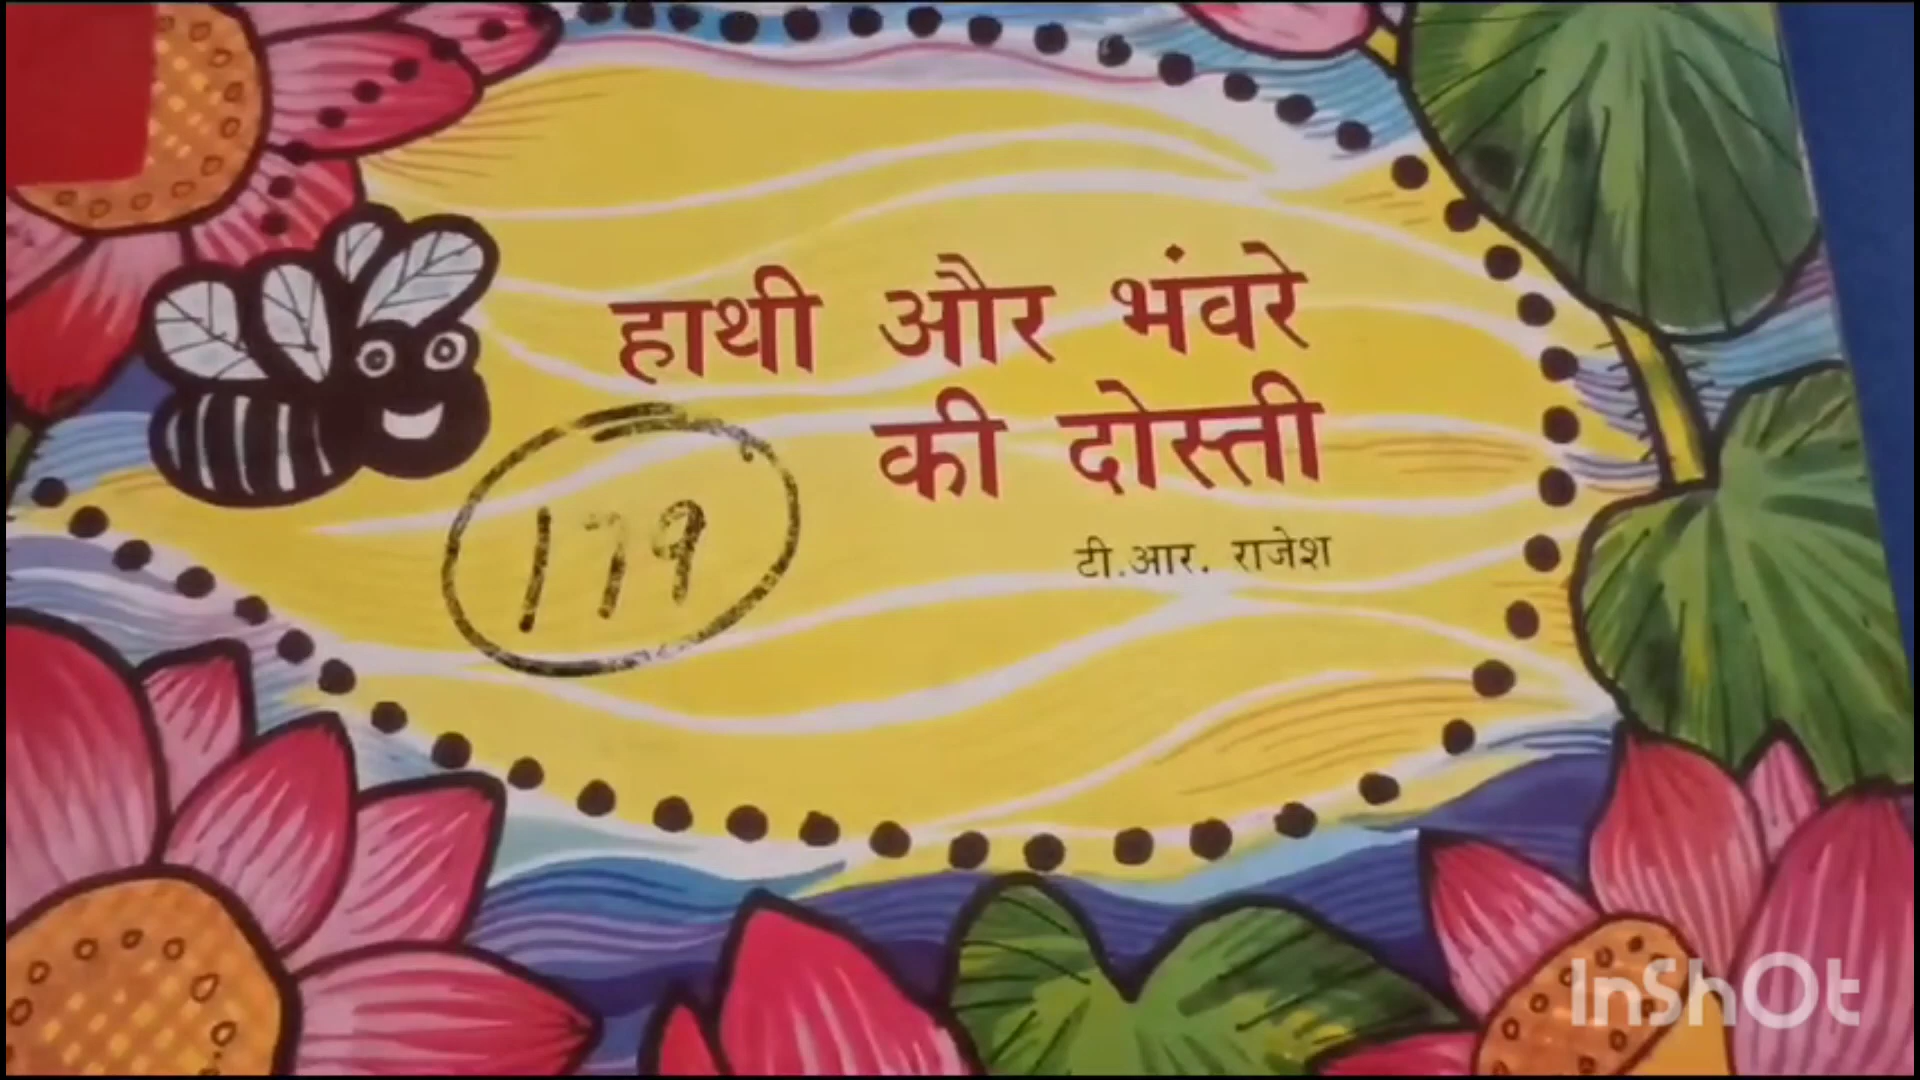 हाथी और भंवरे
की दोस्ती
179
टी.आर. राजेश
InShOt